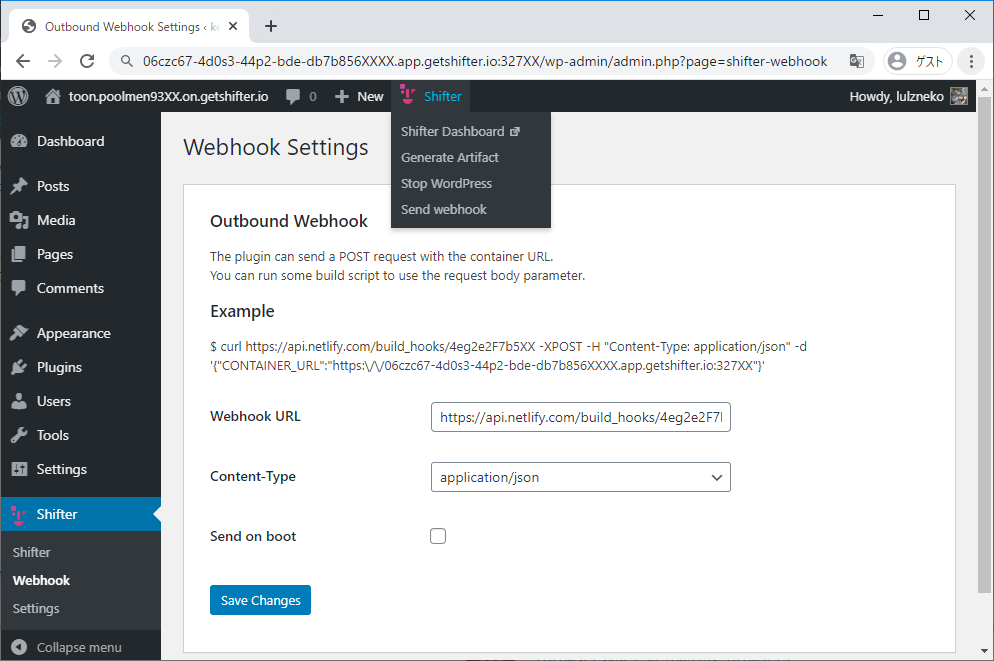 Outbound Webhook Settings ‹ ke
06czc67-4d0s3-44p2-bde-db7b856XXXX.app.getshifter.io:327XX/wp-admin/admin.php?page=shifter-webhook
ゲスト
toon.poolmen93XX.on.getshifter.io
0
New
Shifter
Howdy, lulzneko
Shifter Dashboard
Generate Artifact
Stop WordPress
Send webhook
Dashboard
Posts
Media
Pages
Comments
Appearance
Plugins
Users
Tools
Settings
Shifter
Shifter
Webhook
Settings
Collapse menu
Webhook Settings
Outbound Webhook
The plugin can send a POST request with the container URL.
You can run some build script to use the request body parameter.
Example
$ curl https://api.netlify.com/build_hooks/4eg2e2F7b5XX -XPOST -H "Content-Type: application/json" -d
'{"CONTAINER_URL":"https:\/\/06czc67-4d0s3-44p2-bde-db7b856XXXX.app.getshifter.io:327XX"}'
Webhook URL
https://api.netlify.com/build_hooks/4eg2e2F7
Content-Type
application/json
Send on boot
Save Changes